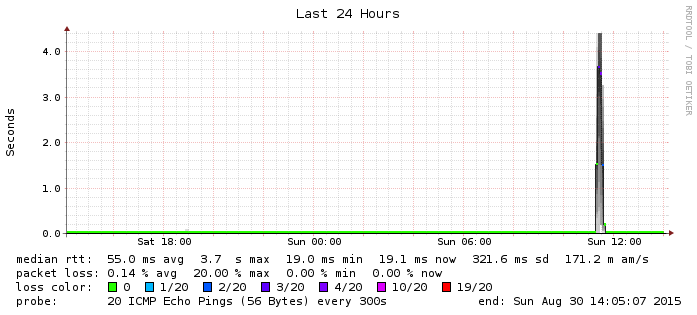 Last 24 Hours
RRDTOOL / TOBI OETIKER
Seconds
4.0
3.0
2.0
1.0
0.0
Sat 18:00 Sun 00:00 Sun 06:00 Sun 12:00
median rtt: 55.0 ms avg 3.7 s max 19.0 ms min 19.1 ms now 321.6 ms sd 171.2 m am/s
packet loss: 0.14 % avg 20.00 % max 0.00 % min 0.00 % now
loss color: 0 1/20 2/20 3/20 4/20 10/20 19/20
probe: 20 ICMP Echo Pings (56 Bytes) every 300s end: Sun Aug 30 14:05:07 2015